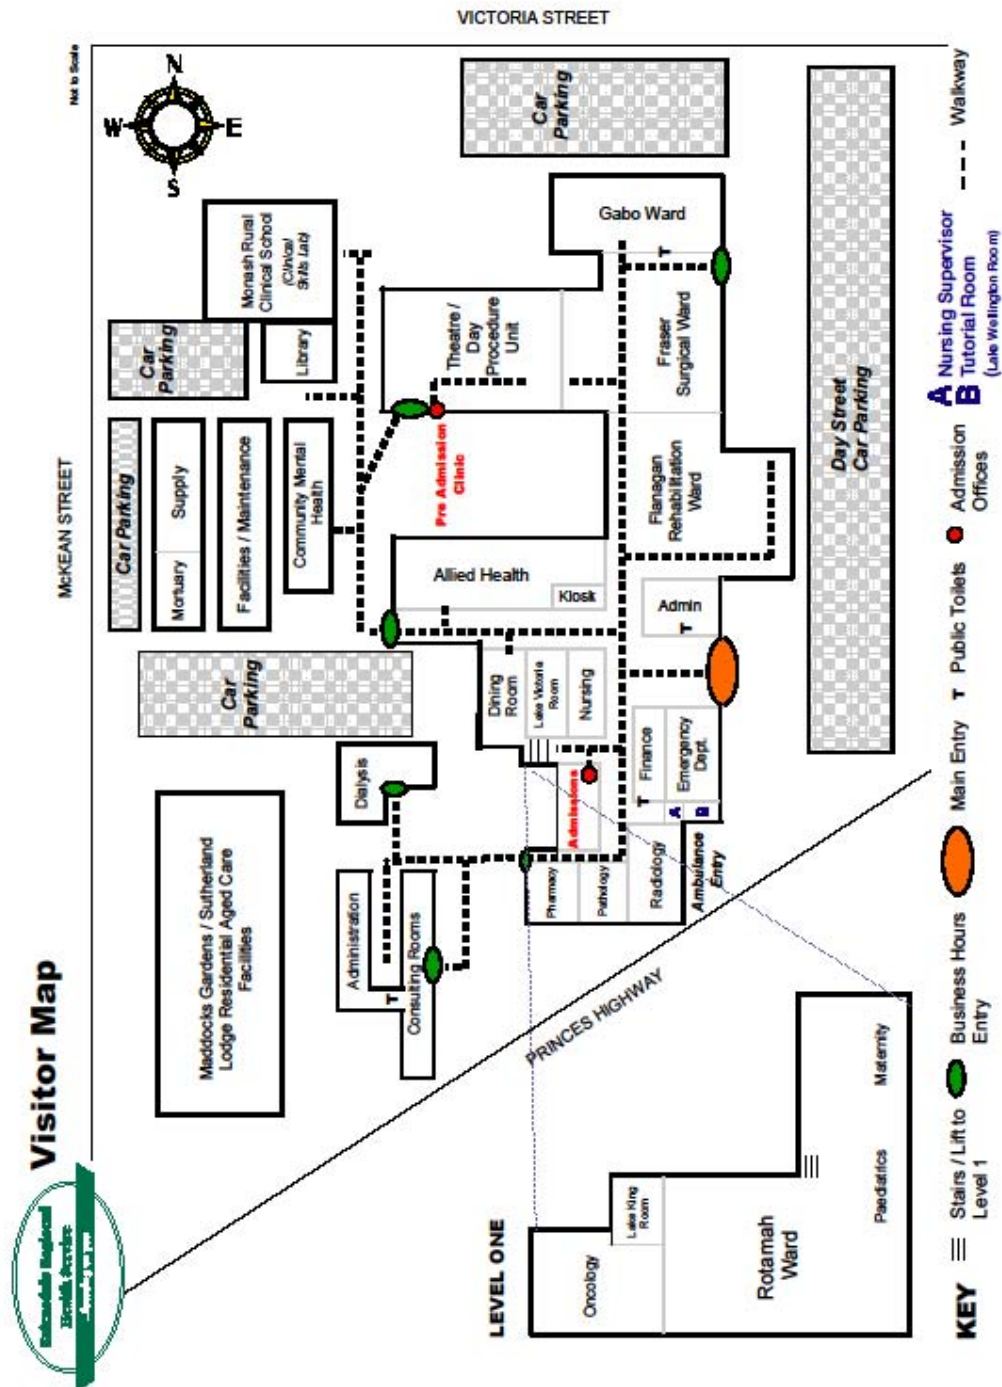 Bairnsdale Regional
Health Service
Visitor Map
McKEAN STREET
Not to Scale
VICTORIA STREET
N
W
E
S
Maddocks Gardens / Sutherland
Lodge Residential Aged Care
Facilities
Car Parking
Mortuary
Supply
Facilities / Maintenance
Community Mental
Health
Car
Parking
Car
Parking
Monash Rural
Clinical School
(Clinical
Skills Lab)
Library
Administration
T
Consulting Rooms
Dialysis
Allied Health
Kiosk
Pre Admission
Clinic
Theatre /
Day
Procedure
Unit
Dining
Room
Lake Victoria
Room
Nursing
Admissions
Pharmacy
Pathology
Radiology
Ambulance
Entry
T
Finance
Emergency
Dept.
A
B
Admin
T
Flanagan
Rehabilitation
Ward
Fraser
Surgical Ward
T
Gabo Ward
Car
Parking
PRINCES HIGHWAY
Day Street
Car Parking
LEVEL ONE
Oncology
Lake King
Room
Rotamah
Ward
Paediatrics
Maternity
KEY
Stairs / Lift to
Level 1
Business Hours
Entry
Main Entry
T Public Toilets
Admission
Offices
A Nursing Supervisor
B Tutorial Room
(Lake Wellington Room)
Walkway